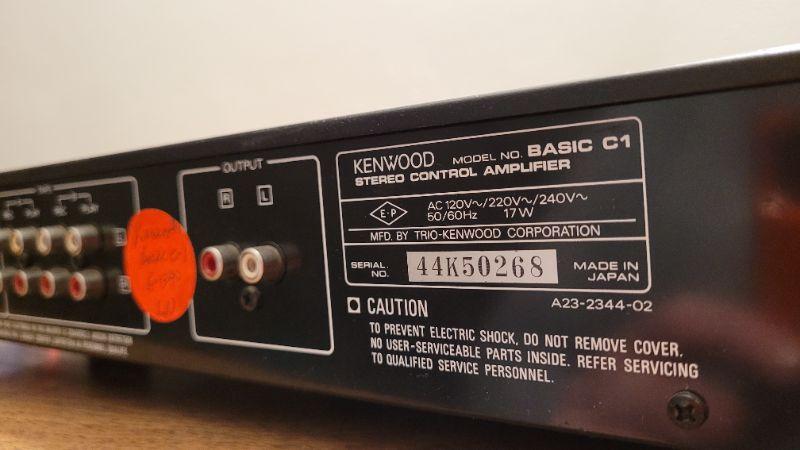 OUTPUT
R L
KENWOOD MODEL NO. BASIC C1
STEREO CONTROL AMPLIFIER
E·P
AC 120V~/220V~/240V~
50/60Hz 17W
MFD. BY TRIO-KENWOOD CORPORATION
SERIAL NO. 44K50268
MADE IN JAPAN
A23-2344-02
CAUTION
TO PREVENT ELECTRIC SHOCK, DO NOT REMOVE COVER.
NO USER-SERVICEABLE PARTS INSIDE. REFER SERVICING
TO QUALIFIED SERVICE PERSONNEL.